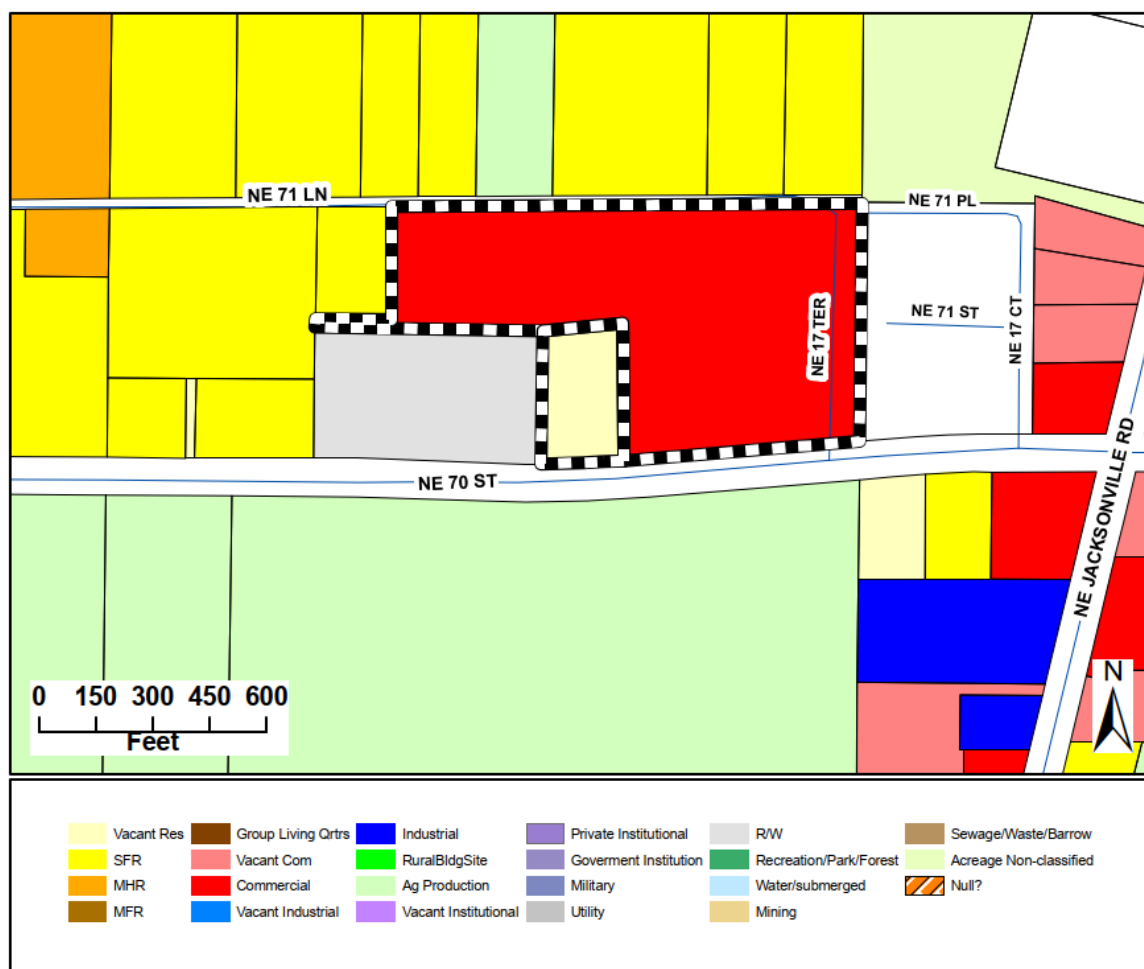 NE 71 LN
NE 71 PL
NE 71 ST
NE 17 TER
NE 17 CT
NE 70 ST
NE JACKSONVILLE RD
0 150 300 450 600
Feet
N
Vacant Res
SFR
MHR
MFR
Group Living Qrtrs
Vacant Com
Commercial
Vacant Industrial
Industrial
RuralBldgSite
Ag Production
Vacant Institutional
Private Institutional
Goverment Institution
Military
Utility
R/W
Recreation/Park/Forest
Water/submerged
Mining
Sewage/Waste/Barrow
Acreage Non-classified
Null?